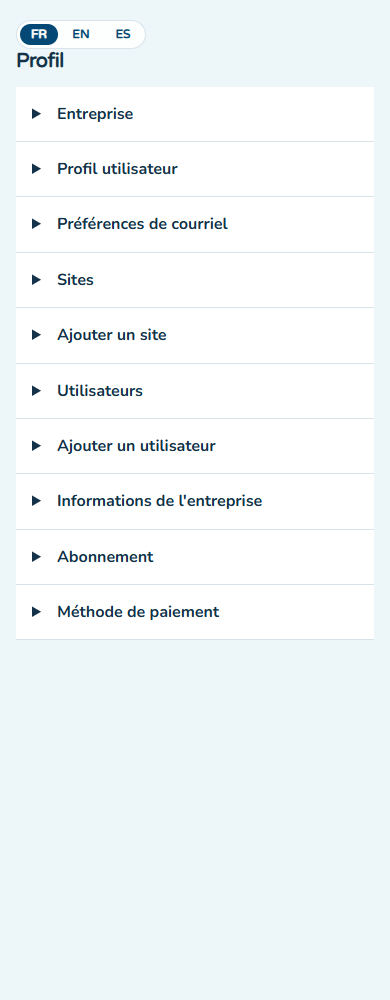 FR EN ES
Profil
Entreprise
Profil utilisateur
Préférences de courriel
Sites
Ajouter un site
Utilisateurs
Ajouter un utilisateur
Informations de l'entreprise
Abonnement
Méthode de paiement